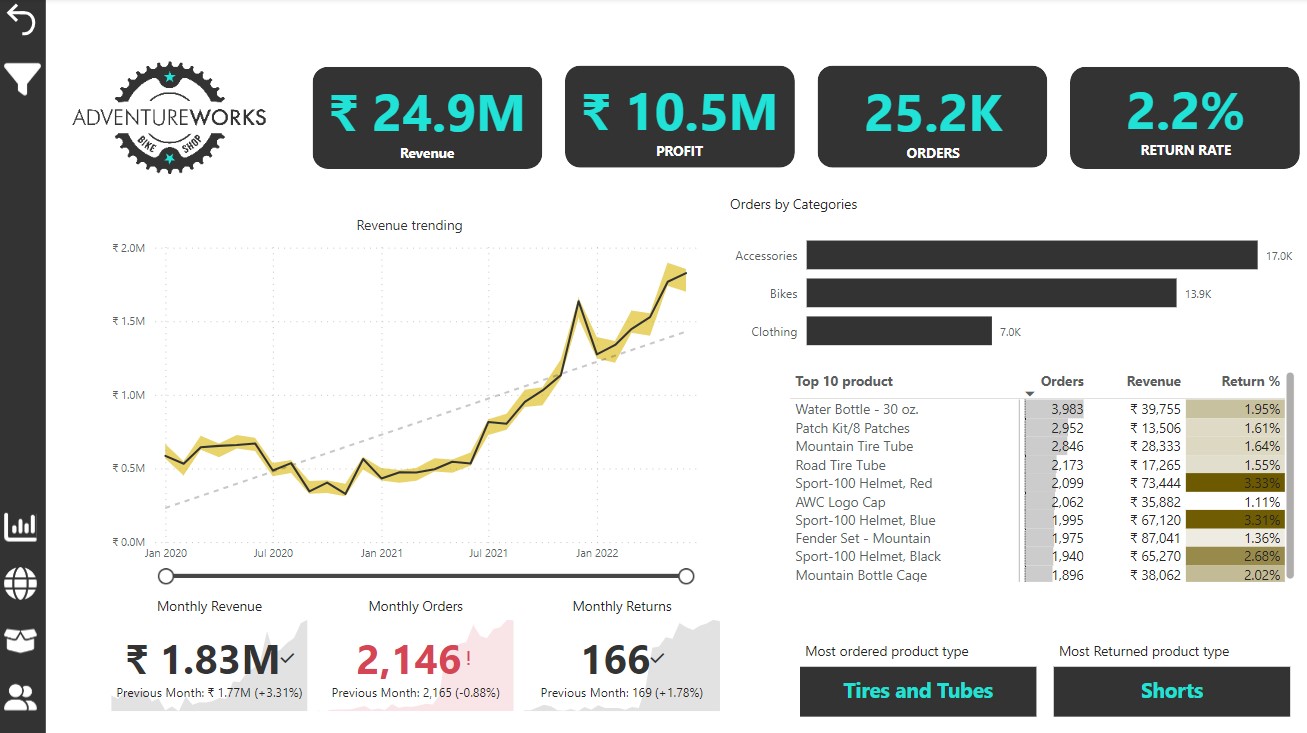 ADVENTUREWORKS
BIKE SHOP
₹ 24.9M
Revenue
₹ 10.5M
PROFIT
25.2K
ORDERS
2.2%
RETURN RATE
Revenue trending
₹ 2.0M
₹ 1.5M
₹ 1.0M
₹ 0.5M
₹ 0.0M
Jan 2020 Jul 2020 Jan 2021 Jul 2021 Jan 2022
Orders by Categories
Accessories 17.0K
Bikes 13.9K
Clothing 7.0K
Top 10 product Orders Revenue Return %
Water Bottle - 30 oz. 3,983 ₹ 39,755 1.95%
Patch Kit/8 Patches 2,952 ₹ 13,506 1.61%
Mountain Tire Tube 2,846 ₹ 28,333 1.64%
Road Tire Tube 2,173 ₹ 17,265 1.55%
Sport-100 Helmet, Red 2,099 ₹ 73,444 3.33%
AWC Logo Cap 2,062 ₹ 35,882 1.11%
Sport-100 Helmet, Blue 1,995 ₹ 67,120 3.31%
Fender Set - Mountain 1,975 ₹ 87,041 1.36%
Sport-100 Helmet, Black 1,940 ₹ 65,270 2.68%
Mountain Bottle Cage 1,896 ₹ 38,062 2.02%
Monthly Revenue
₹ 1.83M
Previous Month: ₹ 1.77M (+3.31%)
Monthly Orders
2,146!
Previous Month: 2,165 (-0.88%)
Monthly Returns
166
Previous Month: 169 (+1.78%)
Most ordered product type
Tires and Tubes
Most Returned product type
Shorts